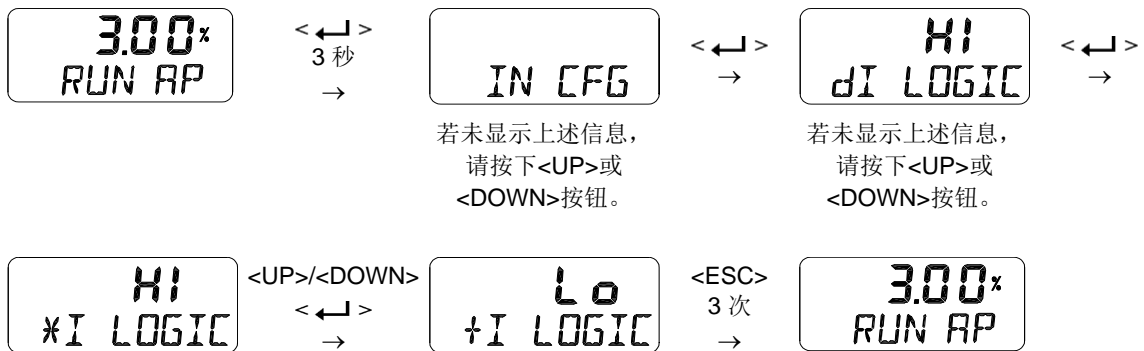 3.00%
RUN AP
<↵>
3 秒
→
IN CFG
若未显示上述信息，
请按下<UP>或
<DOWN>按钮。
<↵>
→
HI
dI LOGIC
若未显示上述信息，
请按下<UP>或
<DOWN>按钮。
<↵>
→
HI
*I LOGIC
<UP>/<DOWN>
<↵>
→
Lo
+I LOGIC
<ESC>
3 次
→
3.00%
RUN AP